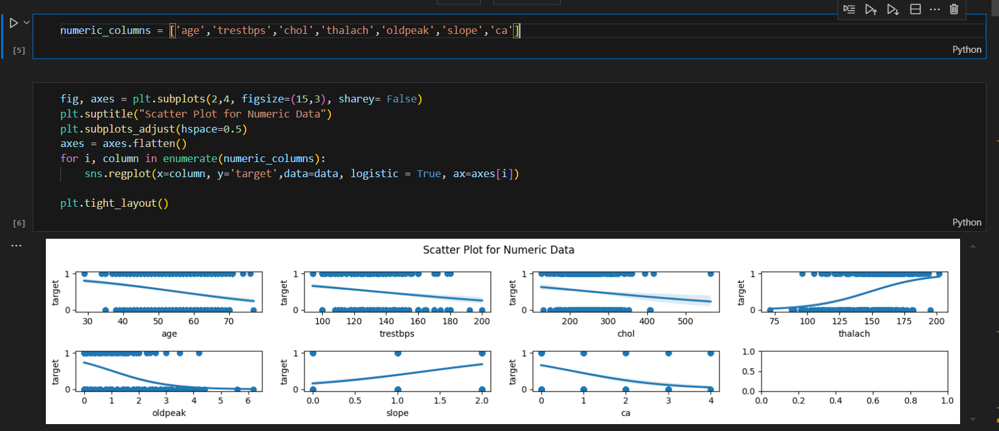 numeric_columns = ['age','trestbps','chol','thalach','oldpeak','slope','ca']
[5]
Python
fig, axes = plt.subplots(2,4, figsize=(15,3), sharey= False)
plt.suptitle("Scatter Plot for Numeric Data")
plt.subplots_adjust(hspace=0.5)
axes = axes.flatten()
for i, column in enumerate(numeric_columns):
    sns.regplot(x=column, y='target',data=data, logistic = True, ax=axes[i])
plt.tight_layout()
[6]
Python
Scatter Plot for Numeric Data
target
1
0
30 40 50 60 70
age
target
1
0
100 120 140 160 180 200
trestbps
target
1
0
200 300 400 500
chol
target
1
0
75 100 125 150 175 200
thalach
target
1
0
0 1 2 3 4 5 6
oldpeak
target
1
0
0.0 0.5 1.0 1.5 2.0
slope
target
1
0
0 1 2 3 4
ca
1.0
0.5
0.0
0.0 0.2 0.4 0.6 0.8 1.0